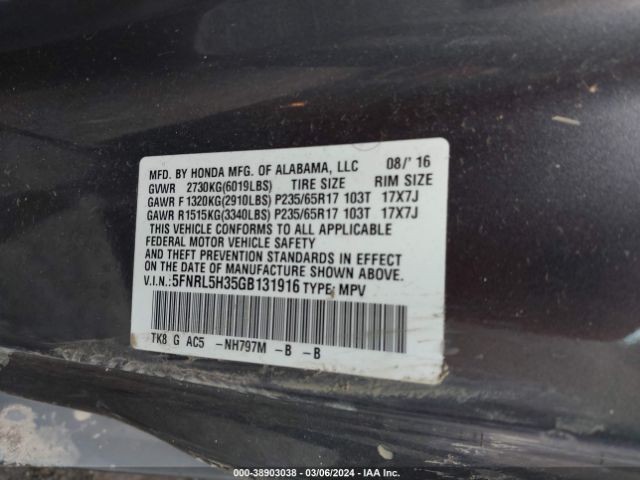 MFD. BY HONDA MFG. OF ALABAMA, LLC 08/'16
GVWR 2730KG(6019LBS) TIRE SIZE RIM SIZE
GAWR F1320KG(2910LBS) P235/65R17 103T 17X7J
GAWR R1515KG(3340LBS) P235/65R17 103T 17X7J
THIS VEHICLE CONFORMS TO ALL APPLICABLE
FEDERAL MOTOR VEHICLE SAFETY
AND THEFT PREVENTION STANDARDS IN EFFECT
ON THE DATE OF MANUFACTURE SHOWN ABOVE.
V.I.N.: 5FNRL5H35GB131916 TYPE: MPV
TK8 G AC5 -NH797M -B -B
000-38903038 - 03/06/2024 - IAA Inc.